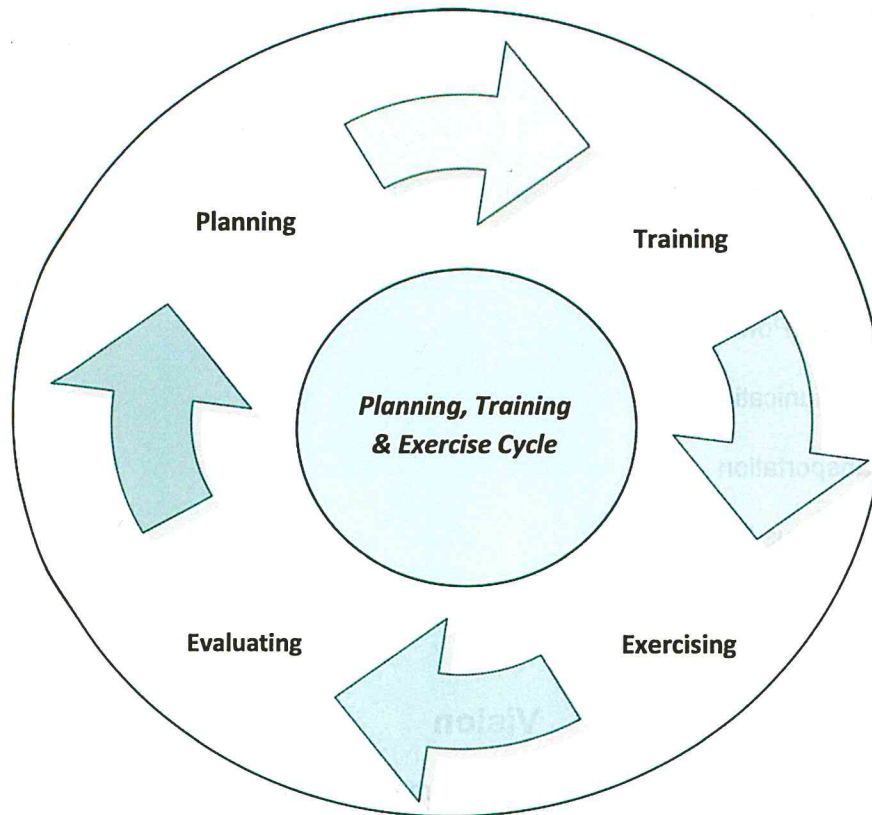 Planning
Training
Planning, Training
& Exercise Cycle
Evaluating
Exercising